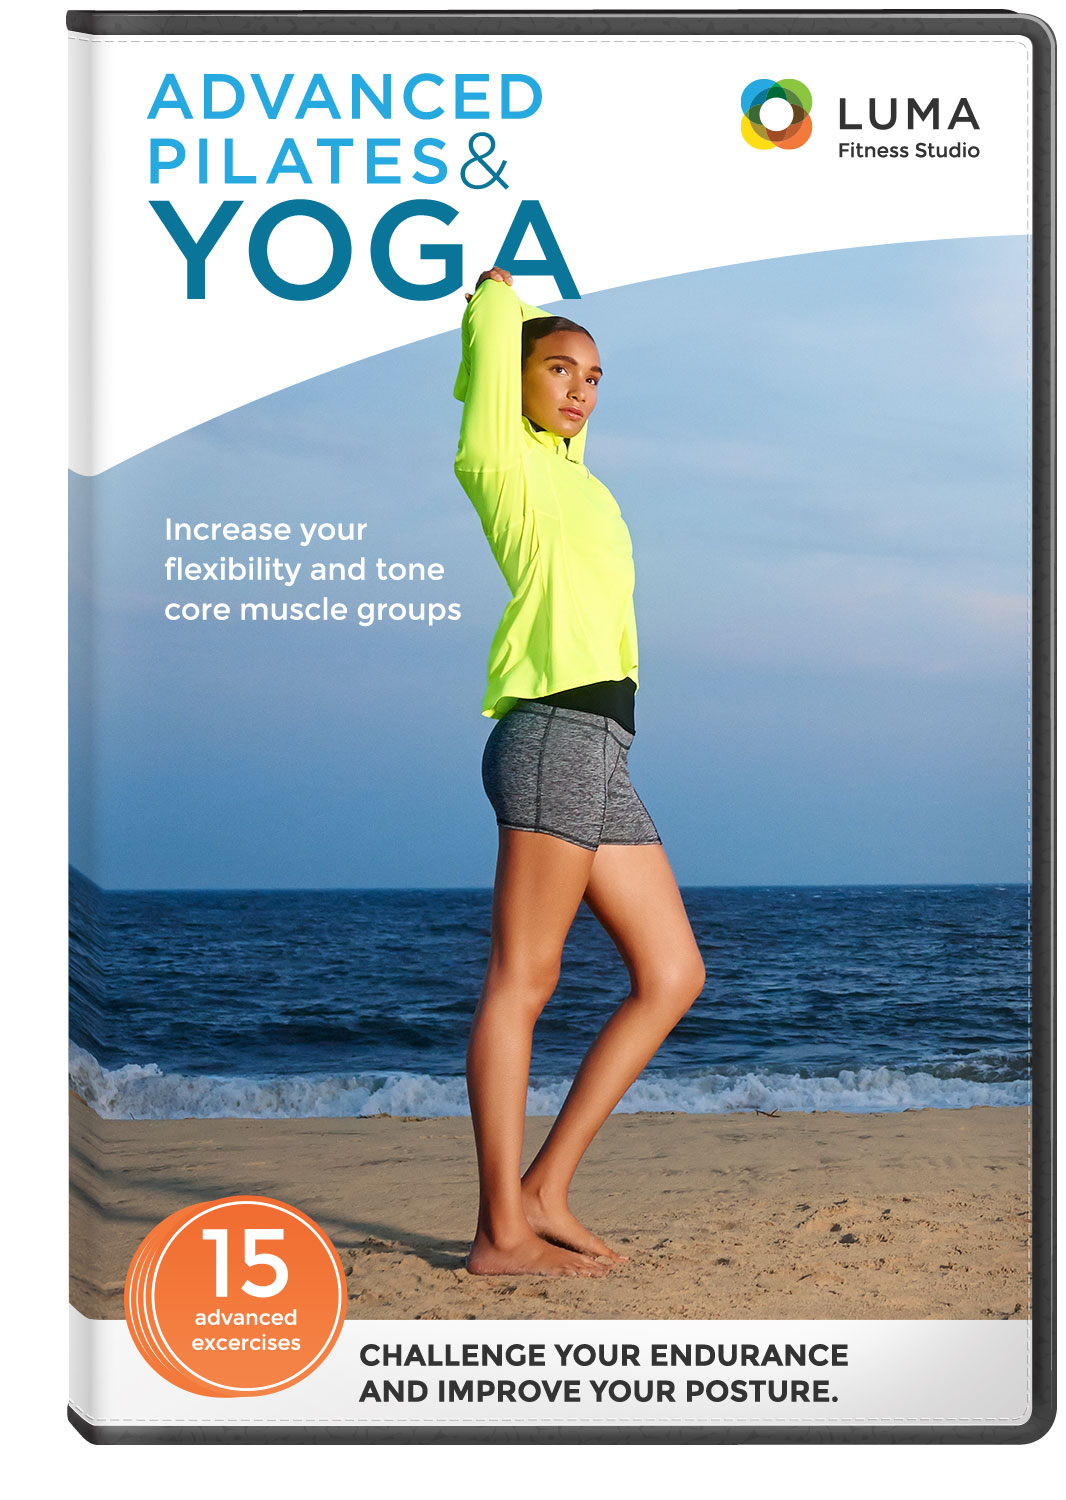 ADVANCED
PILATES &
YOGA
LUMA
Fitness Studio
Increase your
flexibility and tone
core muscle groups
15
advanced
excercises
CHALLENGE YOUR ENDURANCE
AND IMPROVE YOUR POSTURE.